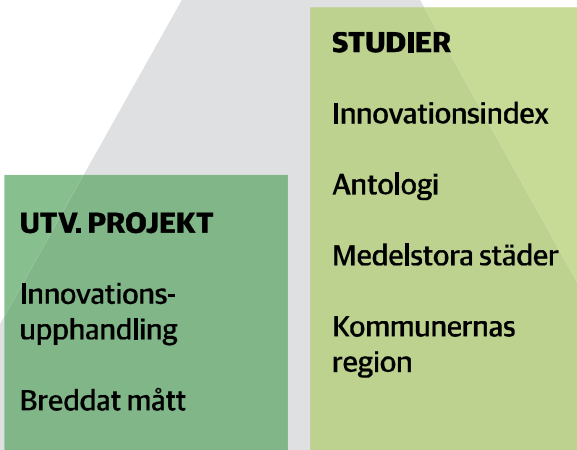 UTV. PROJEKT
Innovations-
upphandling
Breddat mått
STUDIER
Innovationsindex
Antologi
Medelstora städer
Kommunernas
region